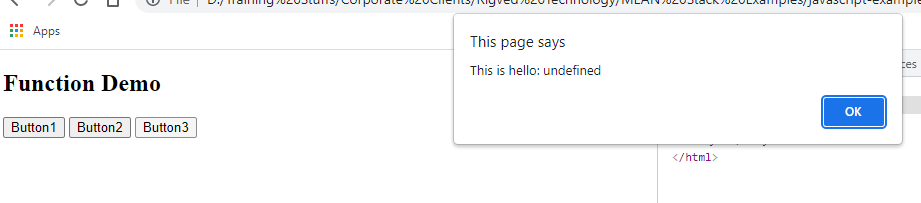 File | D:/Training%20Stuffs/Corporate%20Clients/Rigved%20Technology/MEAN%20Stack%20Examples/javascript-example
Apps
This page says
This is hello: undefined
OK
Function Demo
Button1 Button2 Button3
</html>